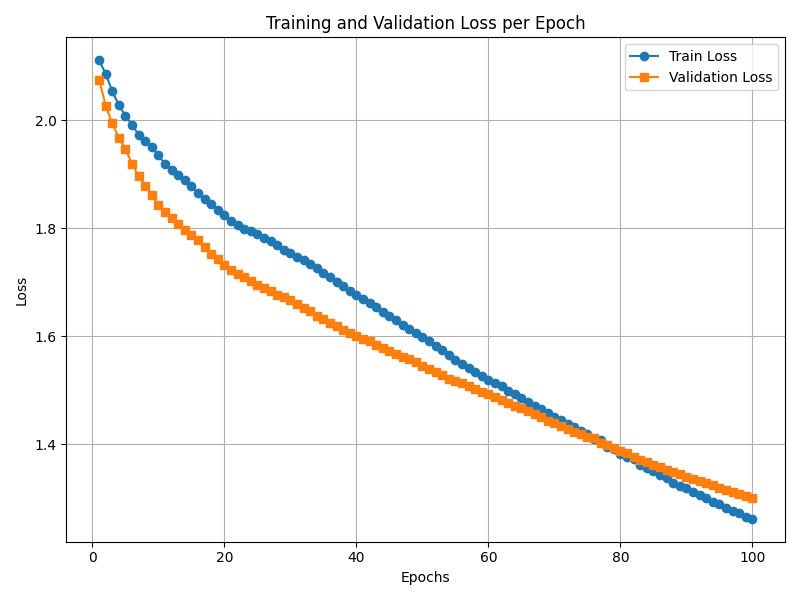 Training and Validation Loss per Epoch
Train Loss
Validation Loss
Loss
2.0
1.8
1.6
1.4
0 20 40 60 80 100
Epochs